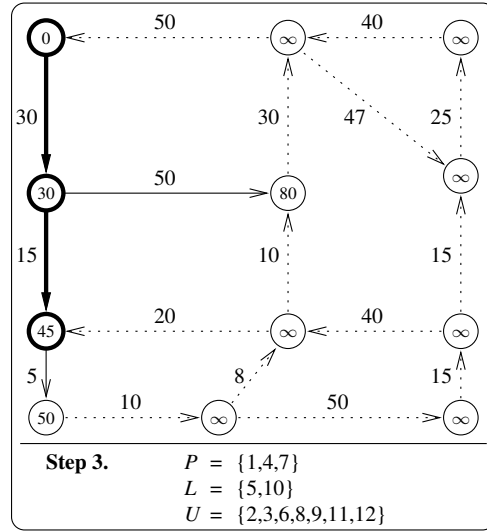 50 40
0 ∞ ∞
30 30 47 25
50 ∞
30 80
15 10 15
20 40
45 ∞ ∞
5 8 15
10 50
50 ∞ ∞
Step 3. P = {1,4,7}
L = {5,10}
U = {2,3,6,8,9,11,12}